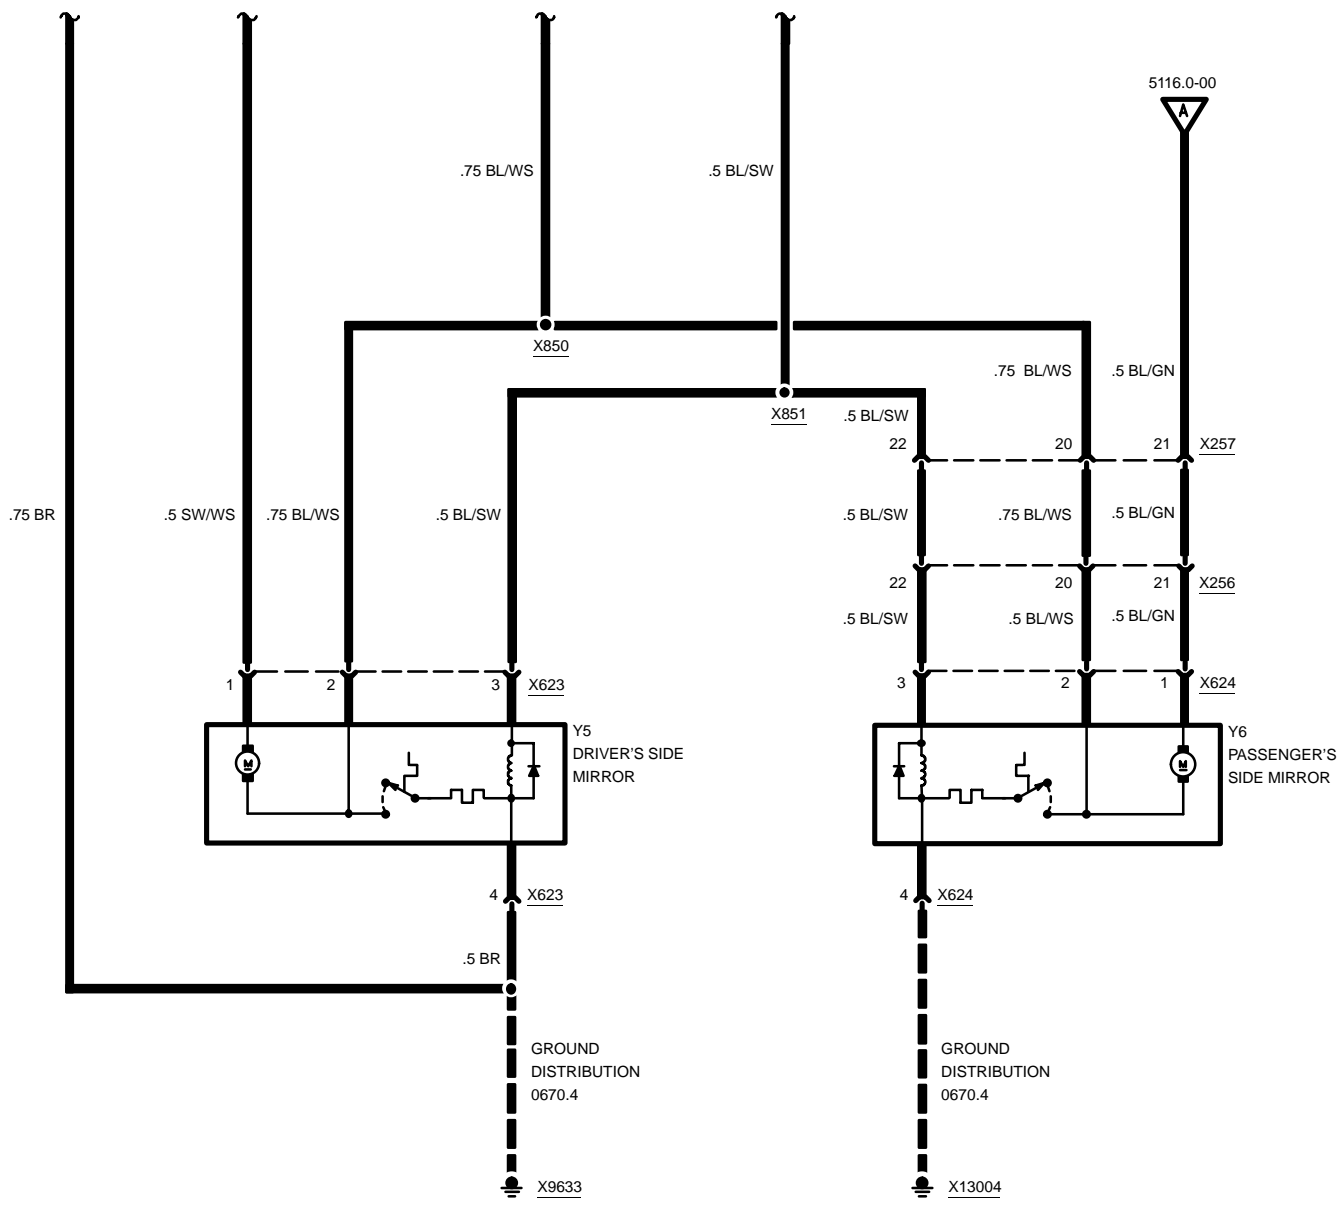 5116.0-00
A
.75 BL/WS
.5 BL/SW
X850
.75 BL/WS
.5 BL/GN
X851
.5 BL/SW
22
20
21
X257
.75 BR
.5 SW/WS
.75 BL/WS
.5 BL/SW
.5 BL/SW
.75 BL/WS
.5 BL/GN
22
20
21
X256
.5 BL/SW
.5 BL/WS
.5 BL/GN
1
2
3
X623
3
2
1
X624
Y5
DRIVER'S SIDE
MIRROR
M
Y6
PASSENGER'S
SIDE MIRROR
M
4
X623
4
X624
.5 BR
GROUND
DISTRIBUTION
0670.4
GROUND
DISTRIBUTION
0670.4
X9633
X13004